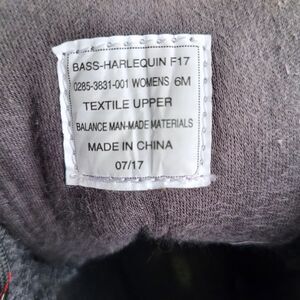 BASS-HARLEQUIN F17
0285-3831-001 WOMENS 6M
TEXTILE UPPER
BALANCE MAN-MADE MATERIALS
MADE IN CHINA
07/17